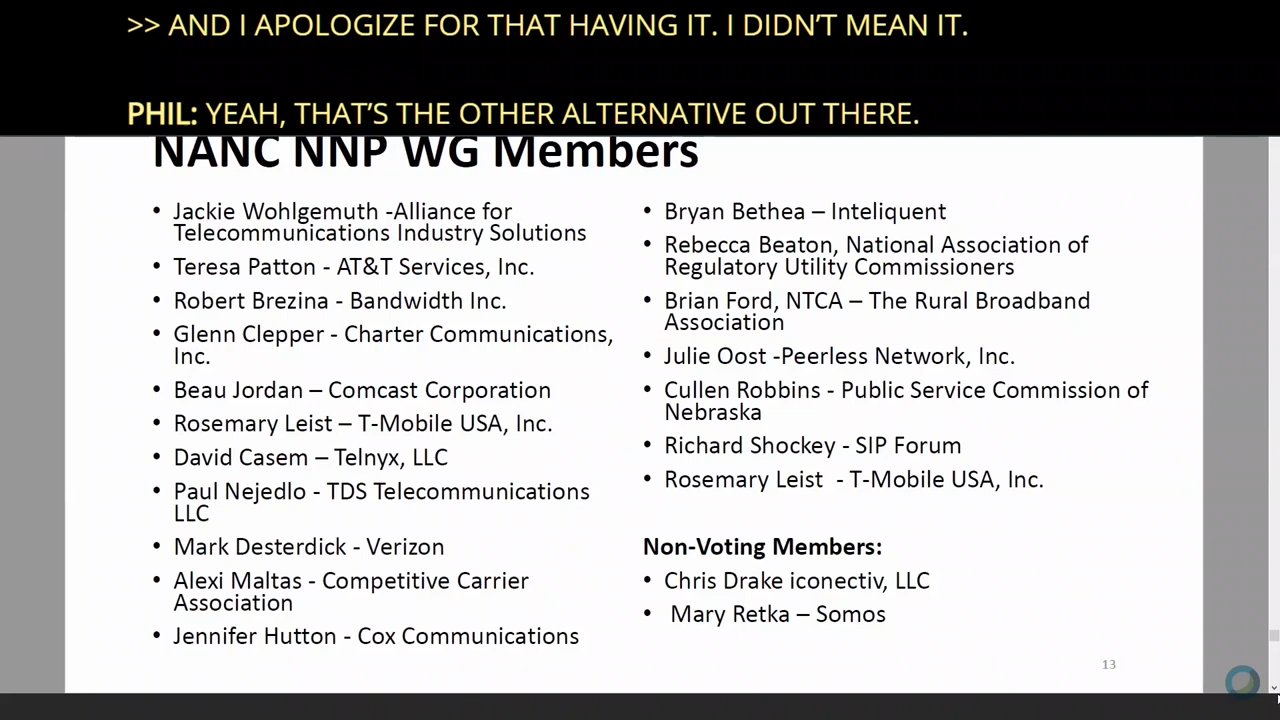 >> AND I APOLOGIZE FOR THAT HAVING IT. I DIDN'T MEAN IT.
PHIL: YEAH, THAT'S THE OTHER ALTERNATIVE OUT THERE.
NANC NNP WG Members
• Jackie Wohlgemuth -Alliance for
Telecommunications Industry Solutions
• Teresa Patton - AT&T Services, Inc.
• Robert Brezina - Bandwidth Inc.
• Glenn Clepper - Charter Communications,
Inc.
• Beau Jordan – Comcast Corporation
• Rosemary Leist – T-Mobile USA, Inc.
• David Casem – Telnyx, LLC
• Paul Nejedlo - TDS Telecommunications
LLC
• Mark Desterdick - Verizon
• Alexi Maltas - Competitive Carrier
Association
• Jennifer Hutton - Cox Communications
• Bryan Bethea – Inteliquent
• Rebecca Beaton, National Association of
Regulatory Utility Commissioners
• Brian Ford, NTCA – The Rural Broadband
Association
• Julie Oost -Peerless Network, Inc.
• Cullen Robbins - Public Service Commission of
Nebraska
• Richard Shockey - SIP Forum
• Rosemary Leist - T-Mobile USA, Inc.
Non-Voting Members:
• Chris Drake iconectiv, LLC
• Mary Retka – Somos
13